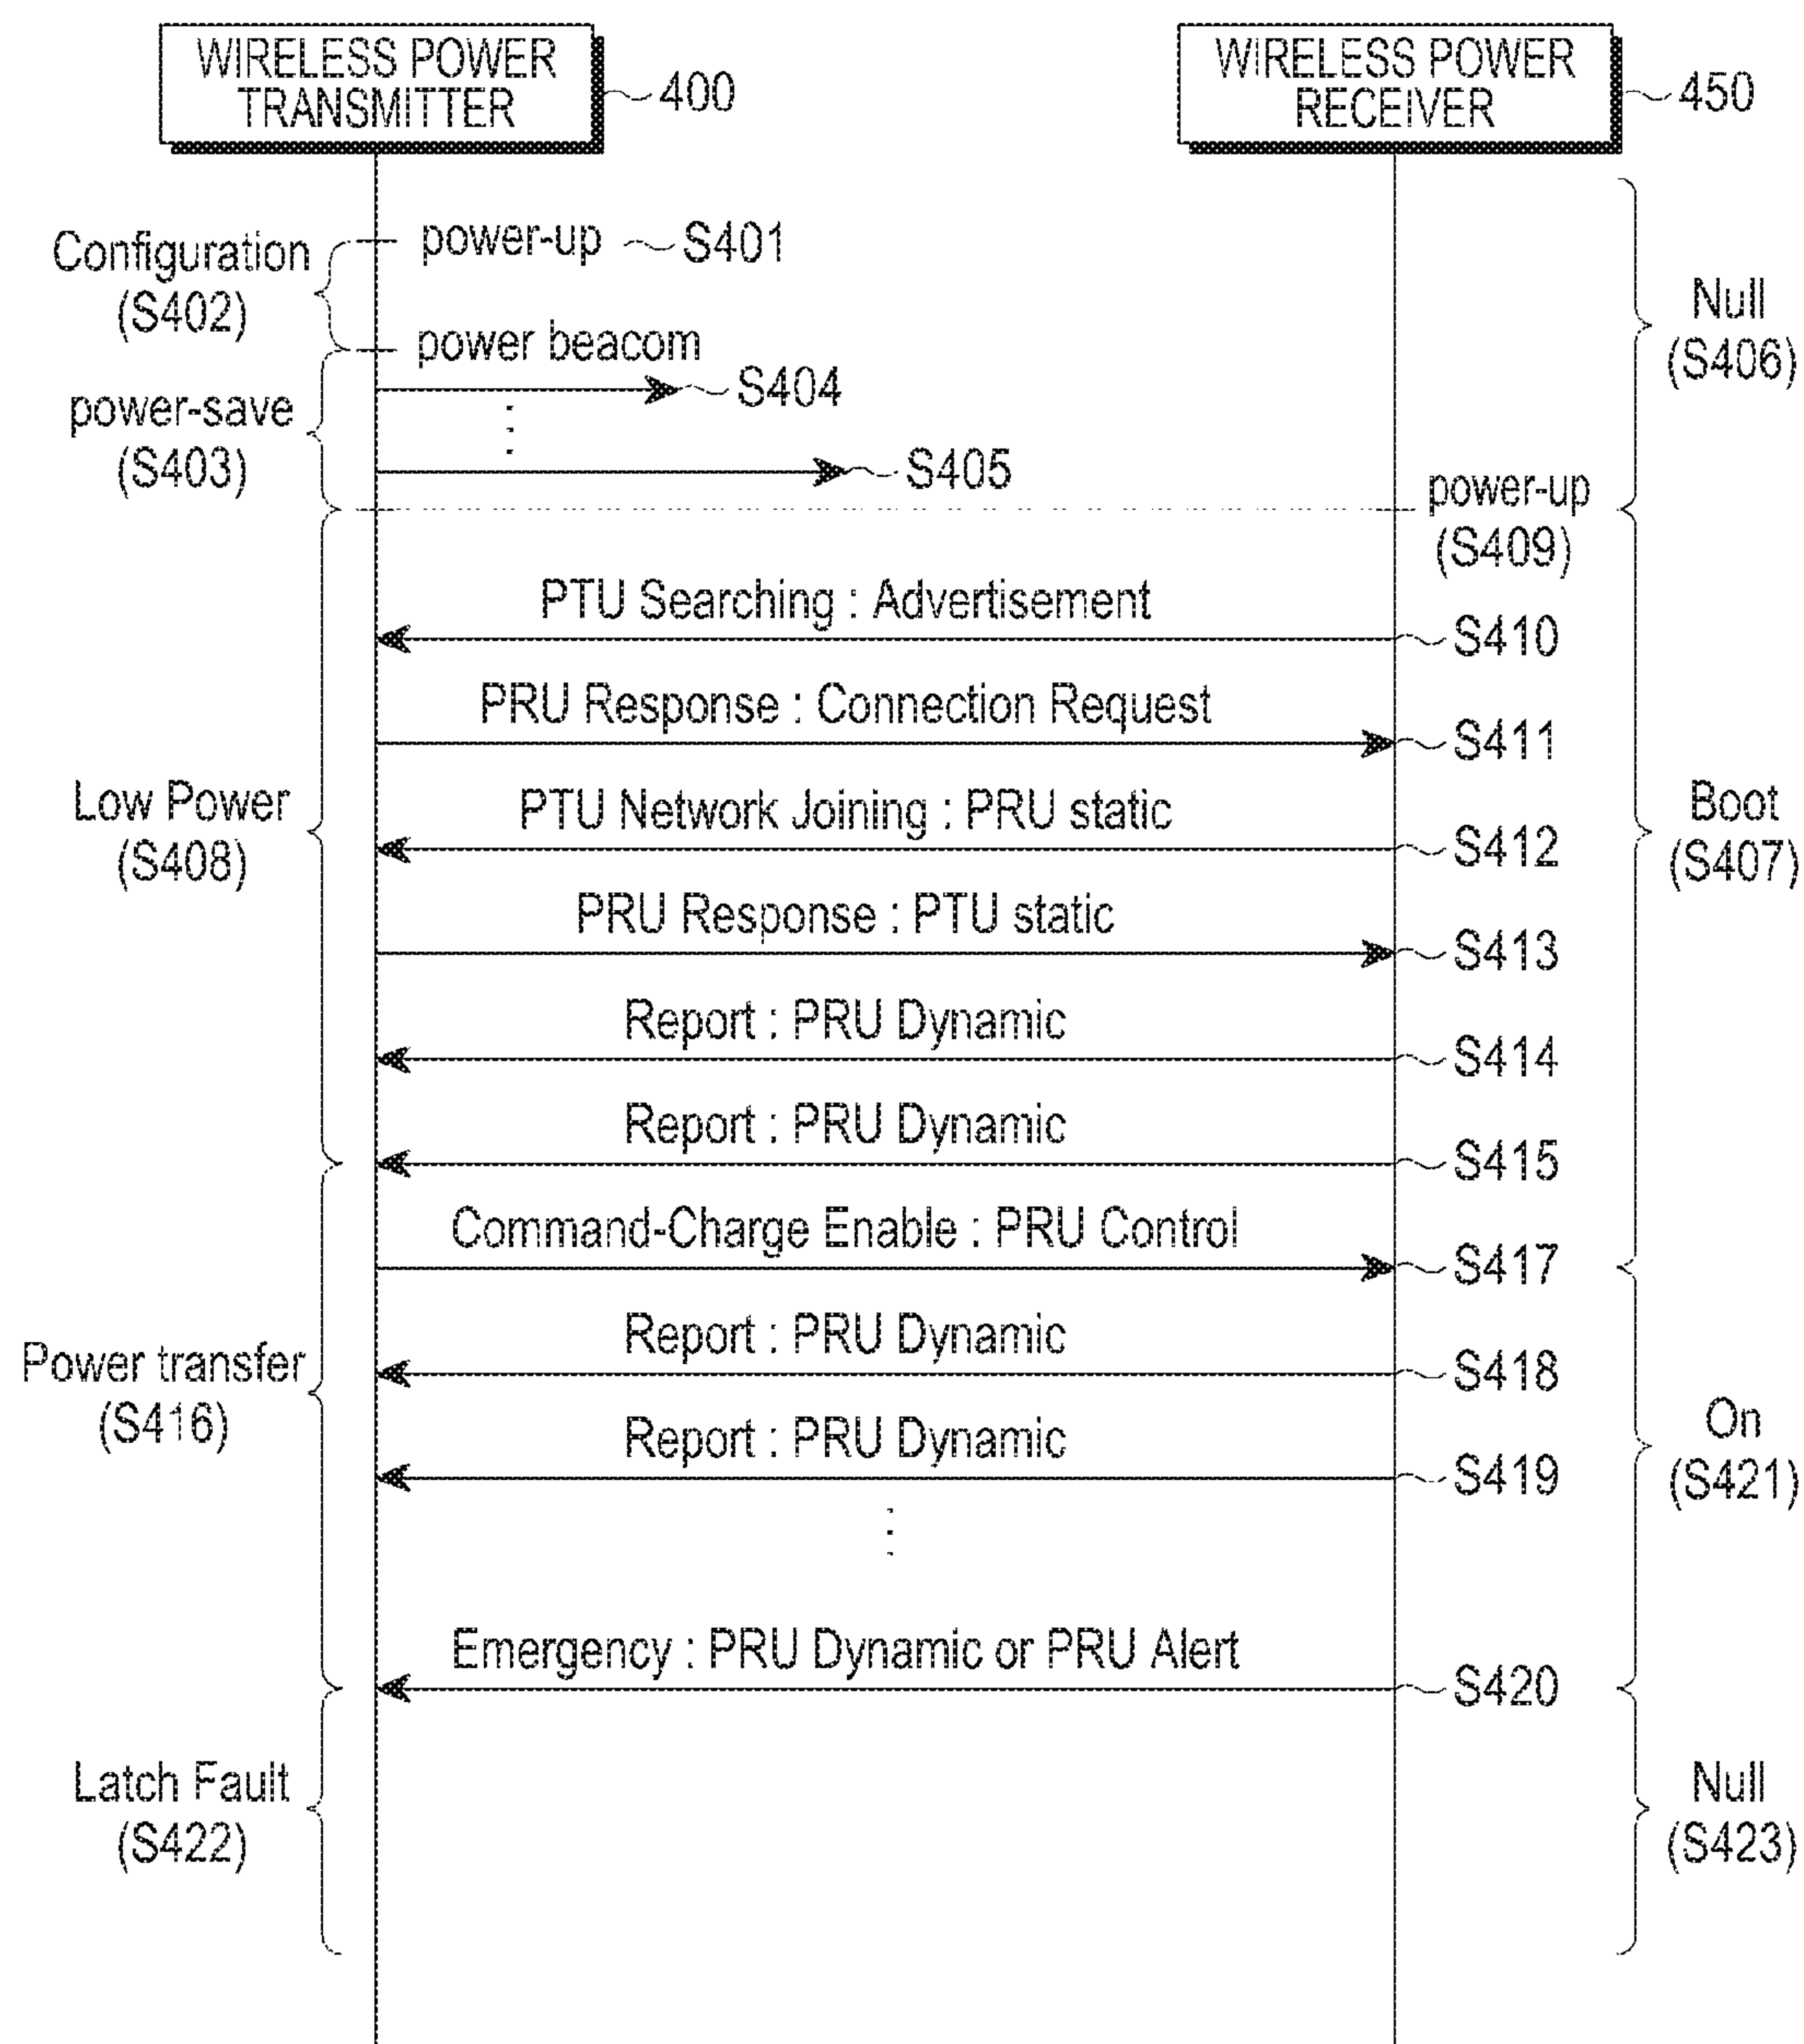 WIRELESS POWER
TRANSMITTER
400
WIRELESS POWER
RECEIVER
450
Configuration
(S402)
power-up
S401
Null
(S406)
power beacom
S404
power-save
(S403)
S405
power-up
(S409)
PTU Searching : Advertisement
S410
PRU Response : Connection Request
S411
Low Power
(S408)
PTU Network Joining : PRU static
S412
Boot
(S407)
PRU Response : PTU static
S413
Report : PRU Dynamic
S414
Report : PRU Dynamic
S415
Command-Charge Enable : PRU Control
S417
Power transfer
(S416)
Report : PRU Dynamic
S418
Report : PRU Dynamic
S419
On
(S421)
Emergency : PRU Dynamic or PRU Alert
S420
Latch Fault
(S422)
Null
(S423)